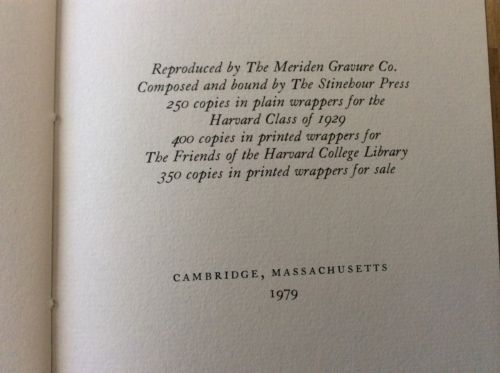 Reproduced by The Meriden Gravure Co.
Composed and bound by The Stinehour Press
250 copies in plain wrappers for the
Harvard Class of 1929
400 copies in printed wrappers for
The Friends of the Harvard College Library
350 copies in printed wrappers for sale
CAMBRIDGE, MASSACHUSETTS
1979